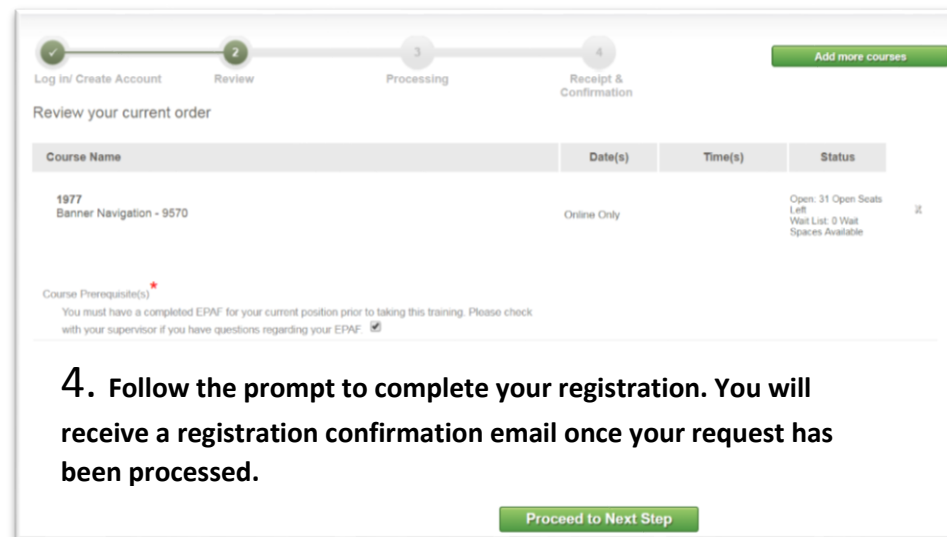 2
3
4
Add more courses
Log in/ Create Account
Review
Processing
Receipt &
Confirmation
Review your current order
Course Name
Date(s)
Time(s)
Status
1977
Banner Navigation - 9570
Online Only
Open: 31 Open Seats
Left
Wait List: 0 Wait
Spaces Available
Course Prerequisite(s)*
You must have a completed EPAF for your current position prior to taking this training. Please check
with your supervisor if you have questions regarding your EPAF.
4. Follow the prompt to complete your registration. You will
receive a registration confirmation email once your request has
been processed.
Proceed to Next Step